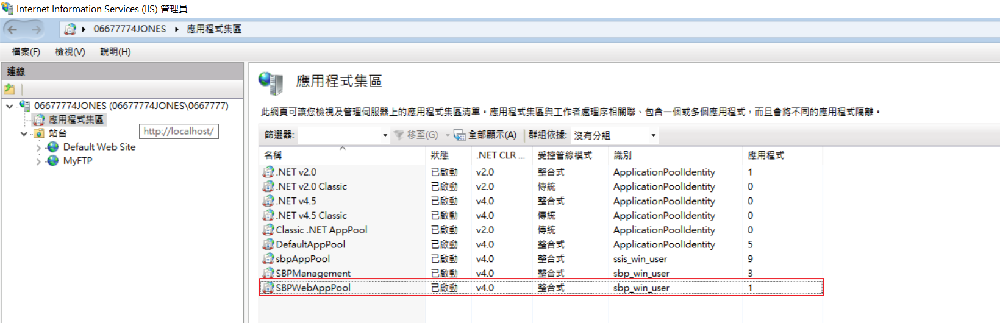 Internet Information Services (IIS) 管理員
06677774JONES 應用程式集區
檔案(F) 檢視(V) 說明(H)
連線
06677774JONES (06677774JONES\0667777)
應用程式集區
http://localhost/
站台
Default Web Site
MyFTP
應用程式集區
此網頁可讓您檢視及管理伺服器上的應用程式集區清單。應用程式集區與工作者處理序相關聯、包含一個或多個應用程式，而且會將不同的應用程式隔離。
篩選器: 移至(G) 全部顯示(A) 群組依據: 沒有分組
名稱 狀態 .NET CLR ... 受控管線模式 識別 應用程式
.NET v2.0 已啟動 v2.0 整合式 ApplicationPoolIdentity 1
.NET v2.0 Classic 已啟動 v2.0 傳統 ApplicationPoolIdentity 0
.NET v4.5 已啟動 v4.0 整合式 ApplicationPoolIdentity 0
.NET v4.5 Classic 已啟動 v4.0 傳統 ApplicationPoolIdentity 0
Classic .NET AppPool 已啟動 v2.0 傳統 ApplicationPoolIdentity 0
DefaultAppPool 已啟動 v4.0 整合式 ApplicationPoolIdentity 5
sbpAppPool 已啟動 v4.0 整合式 ssis_win_user 9
SBPManagement 已啟動 v4.0 整合式 sbp_win_user 3
SBPWebAppPool 已啟動 v4.0 整合式 sbp_win_user 1